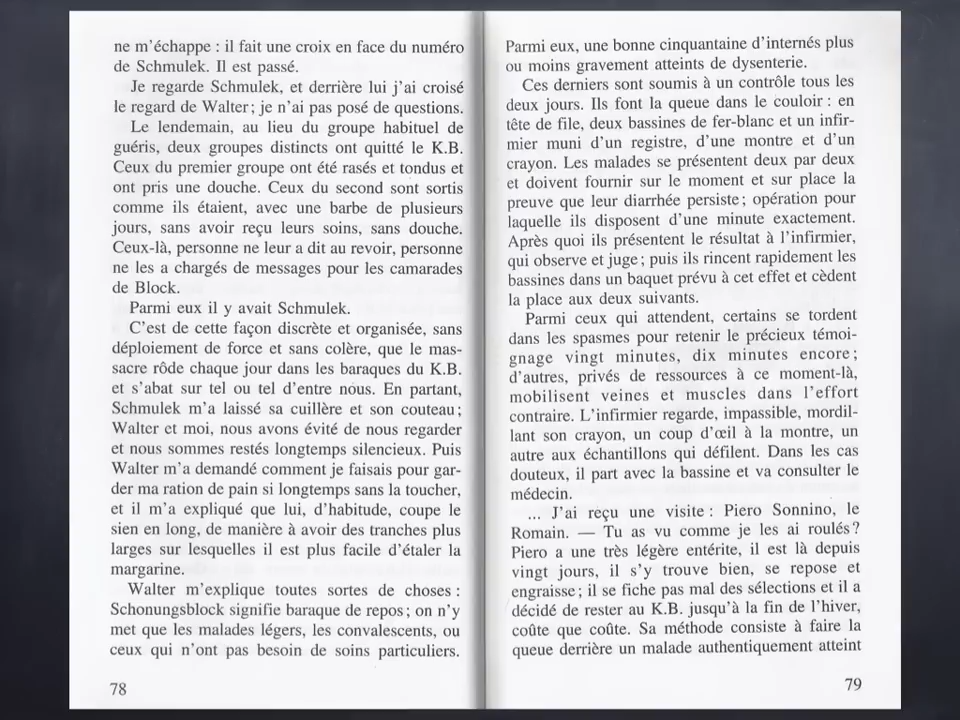 ne m'échappe : il fait une croix en face du numéro
de Schmulek. Il est passé.
Je regarde Schmulek, et derrière lui j'ai croisé
le regard de Walter ; je n'ai pas posé de questions.
Le lendemain, au lieu du groupe habituel de
guéris, deux groupes distincts ont quitté le K.B.
Ceux du premier groupe ont été rasés et tondus et
ont pris une douche. Ceux du second sont sortis
comme ils étaient, avec une barbe de plusieurs
jours, sans avoir reçu leurs soins, sans douche.
Ceux-là, personne ne leur a dit au revoir, personne
ne les a chargés de messages pour les camarades
de Block.
Parmi eux il y avait Schmulek.
C'est de cette façon discrète et organisée, sans
déploiement de force et sans colère, que le mas-
sacre rôde chaque jour dans les baraques du K.B.
et s'abat sur tel ou tel d'entre nous. En partant,
Schmulek m'a laissé sa cuillère et son couteau ;
Walter et moi, nous avons évité de nous regarder
et nous sommes restés longtemps silencieux. Puis
Walter m'a demandé comment je faisais pour gar-
der ma ration de pain si longtemps sans la toucher,
et il m'a expliqué que lui, d'habitude, coupe le
sien en long, de manière à avoir des tranches plus
larges sur lesquelles il est plus facile d'étaler la
margarine.
Walter m'explique toutes sortes de choses :
Schonungsblock signifie baraque de repos ; on n'y
met que les malades légers, les convalescents, ou
ceux qui n'ont pas besoin de soins particuliers.
78
Parmi eux, une bonne cinquantaine d'internés plus
ou moins gravement atteints de dysenterie.
Ces derniers sont soumis à un contrôle tous les
deux jours. Ils font la queue dans le couloir : en
tête de file, deux bassines de fer-blanc et un infir-
mier muni d'un registre, d'une montre et d'un
crayon. Les malades se présentent deux par deux
et doivent fournir sur le moment et sur place la
preuve que leur diarrhée persiste ; opération pour
laquelle ils disposent d'une minute exactement.
Après quoi ils présentent le résultat à l'infirmier,
qui observe et juge ; puis ils rincent rapidement les
bassines dans un baquet prévu à cet effet et cèdent
la place aux deux suivants.
Parmi ceux qui attendent, certains se tordent
dans les spasmes pour retenir le précieux témoi-
gnage vingt minutes, dix minutes encore ;
d'autres, privés de ressources à ce moment-là,
mobilisent veines et muscles dans l'effort
contraire. L'infirmier regarde, impassible, mordil-
lant son crayon, un coup d'œil à la montre, un
autre aux échantillons qui défilent. Dans les cas
douteux, il part avec la bassine et va consulter le
médecin.
... J'ai reçu une visite : Piero Sonnino, le
Romain. — Tu as vu comme je les ai roulés ?
Piero a une très légère entérite, il est là depuis
vingt jours, il s'y trouve bien, se repose et
engraisse ; il se fiche pas mal des sélections et il a
décidé de rester au K.B. jusqu'à la fin de l'hiver,
coûte que coûte. Sa méthode consiste à faire la
queue derrière un malade authentiquement atteint
79